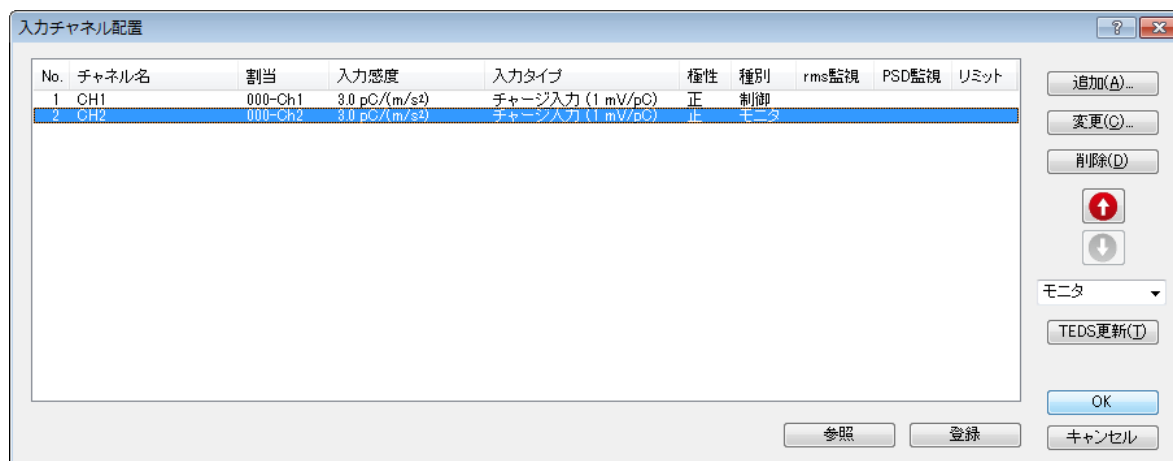 入力チャネル配置
No. チャネル名 割当 入力感度 入力タイプ 極性 種別 rms監視 PSD監視 リミット
1 CH1 000-Ch1 3.0 pC/(m/s²) チャージ入力 (1 mV/pC) 正 制御
2 CH2 000-Ch2 3.0 pC/(m/s²) チャージ入力 (1 mV/pC) 正 モニタ
追加(A)...
変更(C)...
削除(D)
モニタ
TEDS更新(T)
OK
参照 登録 キャンセル